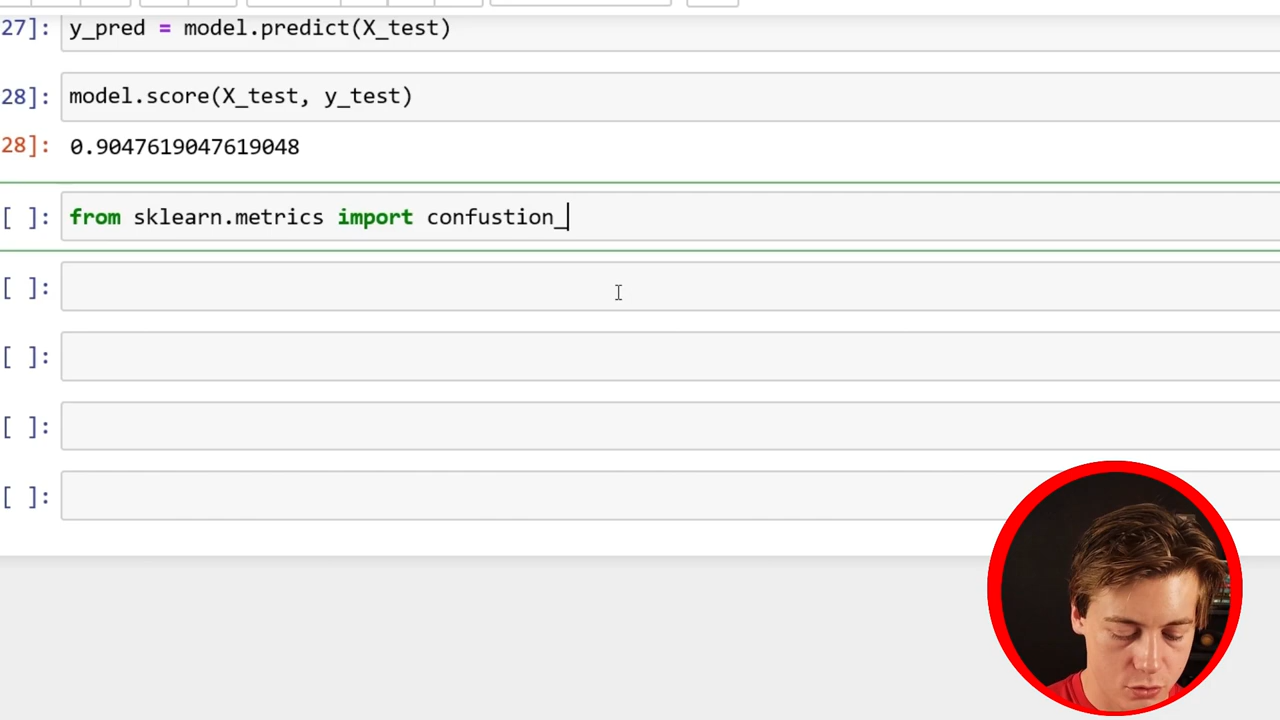 27]: y_pred = model.predict(X_test)
28]: model.score(X_test, y_test)
28]: 0.9047619047619048
[ ]: from sklearn.metrics import confustion_
[ ]:
[ ]:
[ ]:
[ ]: